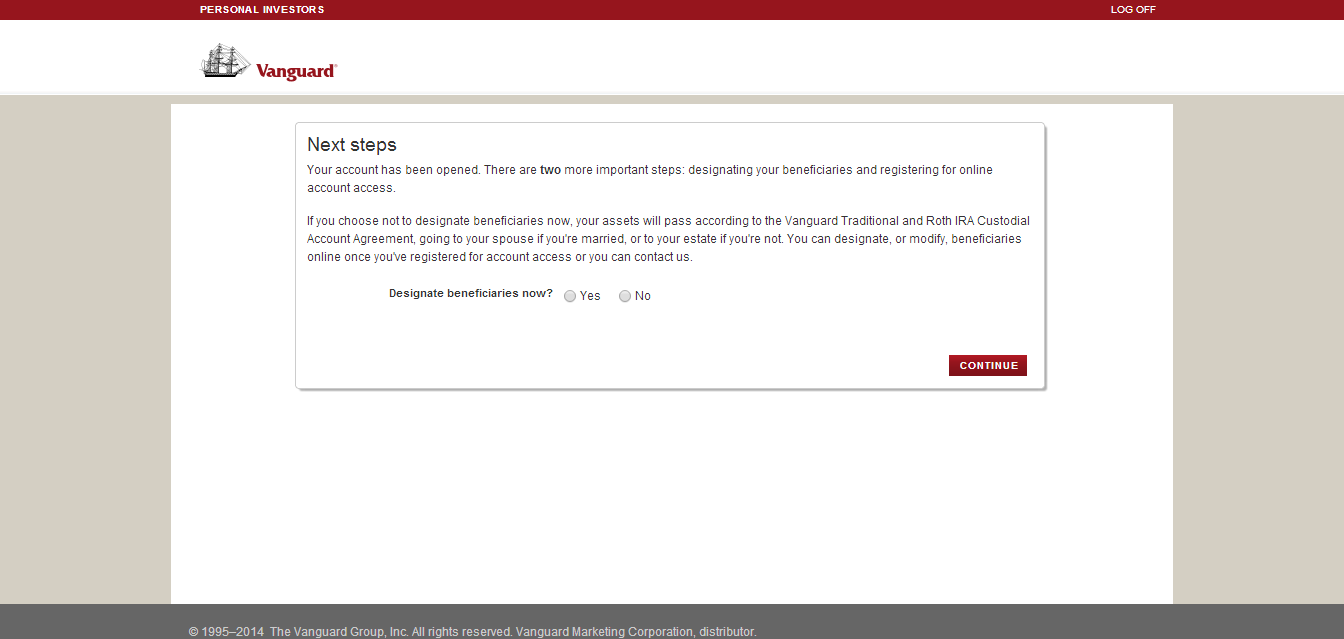 PERSONAL INVESTORS
LOG OFF
Vanguard®
Next steps
Your account has been opened. There are two more important steps: designating your beneficiaries and registering for online
account access.
If you choose not to designate beneficiaries now, your assets will pass according to the Vanguard Traditional and Roth IRA Custodial
Account Agreement, going to your spouse if you're married, or to your estate if you're not. You can designate, or modify, beneficiaries
online once you've registered for account access or you can contact us.
Designate beneficiaries now? Yes No
CONTINUE
© 1995–2014 The Vanguard Group, Inc. All rights reserved. Vanguard Marketing Corporation, distributor.